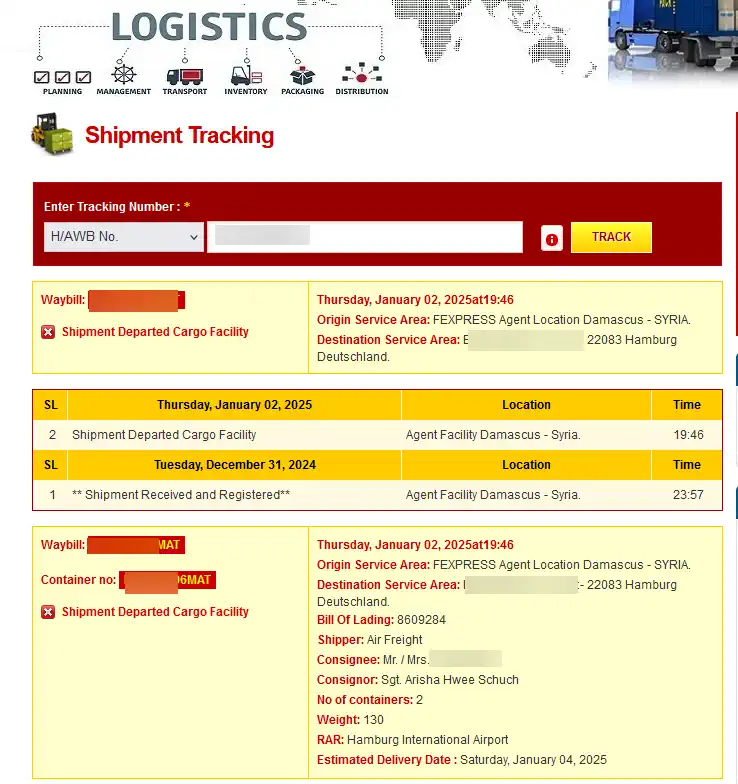 LOGISTICS
PLANNING MANAGEMENT TRANSPORT INVENTORY PACKAGING DISTRIBUTION
Shipment Tracking
Enter Tracking Number : *
H/AWB No.
TRACK
Waybill:
Shipment Departed Cargo Facility
Thursday, January 02, 2025at19:46
Origin Service Area: FEXPRESS Agent Location Damascus - SYRIA.
Destination Service Area: 22083 Hamburg
Deutschland.
SL Thursday, January 02, 2025 Location Time
2 Shipment Departed Cargo Facility Agent Facility Damascus - Syria. 19:46
SL Tuesday, December 31, 2024 Location Time
1 ** Shipment Received and Registered** Agent Facility Damascus - Syria. 23:57
Waybill: MAT
Container no: 6MAT
Shipment Departed Cargo Facility
Thursday, January 02, 2025at19:46
Origin Service Area: FEXPRESS Agent Location Damascus - SYRIA.
Destination Service Area: - 22083 Hamburg
Deutschland.
Bill Of Lading: 8609284
Shipper: Air Freight
Consignee: Mr. / Mrs.
Consignor: Sgt. Arisha Hwee Schuch
No of containers: 2
Weight: 130
RAR: Hamburg International Airport
Estimated Delivery Date : Saturday, January 04, 2025